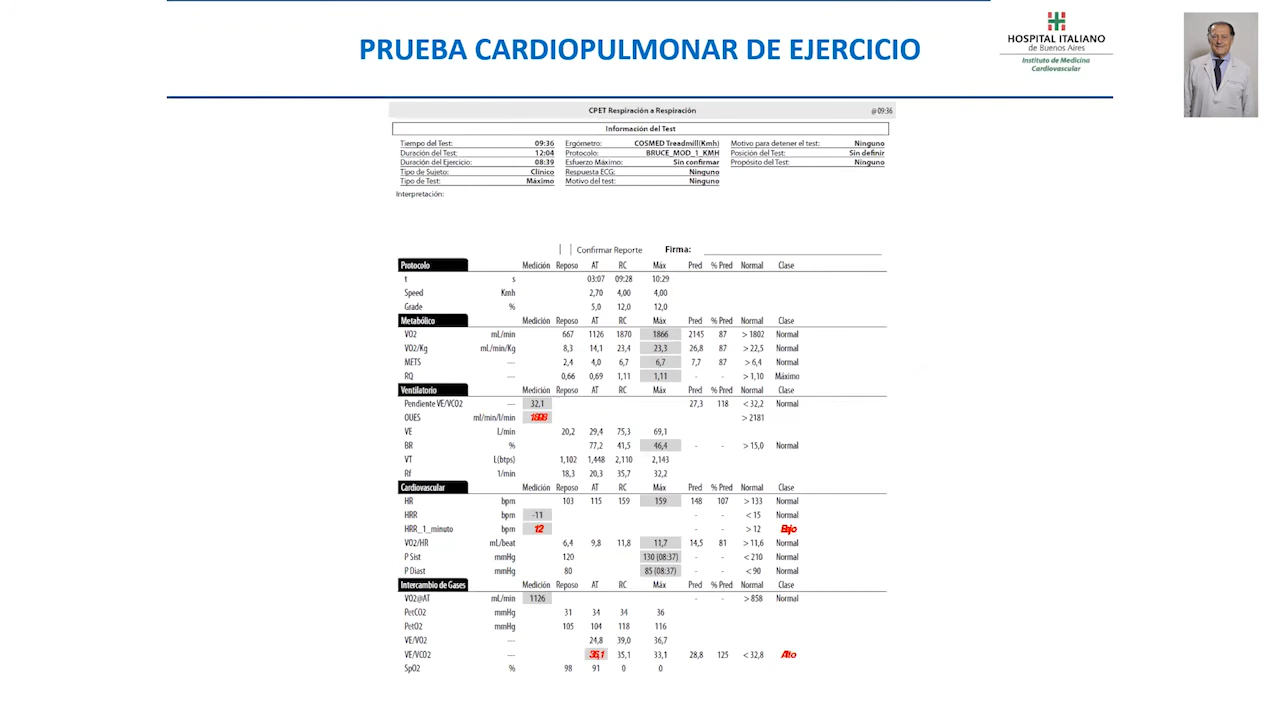 PRUEBA CARDIOPULMONAR DE EJERCICIO
HOSPITAL ITALIANO
de Buenos Aires
Instituto de Medicina
Cardiovascular
CPET Respiración a Respiración @09:36
Información del Test
Tiempo del Test: 09:36 Ergómetro: COSMED Treadmill(Kmh) Motivo para detener el test: Ninguno
Duración del Test: 12:04 Protocolo: BRUCE_MOD_1_KMH Posición del Test: Sin definir
Duración del Ejercicio: 08:39 Esfuerzo Máximo: Sin confirmar Propósito del Test: Ninguno
Tipo de Sujeto: Clínico Respuesta ECG: Ninguno
Tipo de Test: Máximo Motivo del test: Ninguno
Interpretación:
Confirmar Reporte Firma:
Protocolo Medición Reposo AT RC Máx Pred % Pred Normal Clase
t s 03:07 09:28 10:29
Speed Kmh 2,70 4,00 4,00
Grade % 5,0 12,0 12,0
Metabólico Medición Reposo AT RC Máx Pred % Pred Normal Clase
VO2 mL/min 667 1126 1870 1866 2145 87 > 1802 Normal
VO2/Kg mL/min/Kg 8,3 14,1 23,4 23,3 26,8 87 > 22,5 Normal
METS --- 2,4 4,0 6,7 6,7 7,7 87 > 6,4 Normal
RQ --- 0,66 0,69 1,11 1,11 - - > 1,10 Máximo
Ventilatorio Medición Reposo AT RC Máx Pred % Pred Normal Clase
Pendiente VE/VCO2 --- 32,1 27,3 118 < 32,2 Normal
OUES ml/min/l/min > 2181
VE L/min 20,2 29,4 75,3 69,1
BR % 77,2 41,5 46,4 - - > 15,0 Normal
VT L(btps) 1,102 1,448 2,110 2,143
Rf 1/min 18,3 20,3 35,7 32,2
Cardiovascular Medición Reposo AT RC Máx Pred % Pred Normal Clase
HR bpm 103 115 159 159 148 107 > 133 Normal
HRR bpm -11 - - < 15 Normal
HRR_1_minuto bpm 12 - - > 12 Bajo
VO2/HR mL/beat 6,4 9,8 11,8 11,7 14,5 81 > 11,6 Normal
P Sist mmHg 120 130 (08:37) - - < 210 Normal
P Diast mmHg 80 85 (08:37) - - < 90 Normal
Intercambio de Gases Medición Reposo AT RC Máx Pred % Pred Normal Clase
VO2@AT mL/min 1126 - - > 858 Normal
PetCO2 mmHg 31 34 34 36
PetO2 mmHg 105 104 118 116
VE/VO2 --- 24,8 39,0 36,7
VE/VCO2 --- 36,1 35,1 33,1 28,8 125 < 32,8 Alto
SpO2 % 98 91 0 0